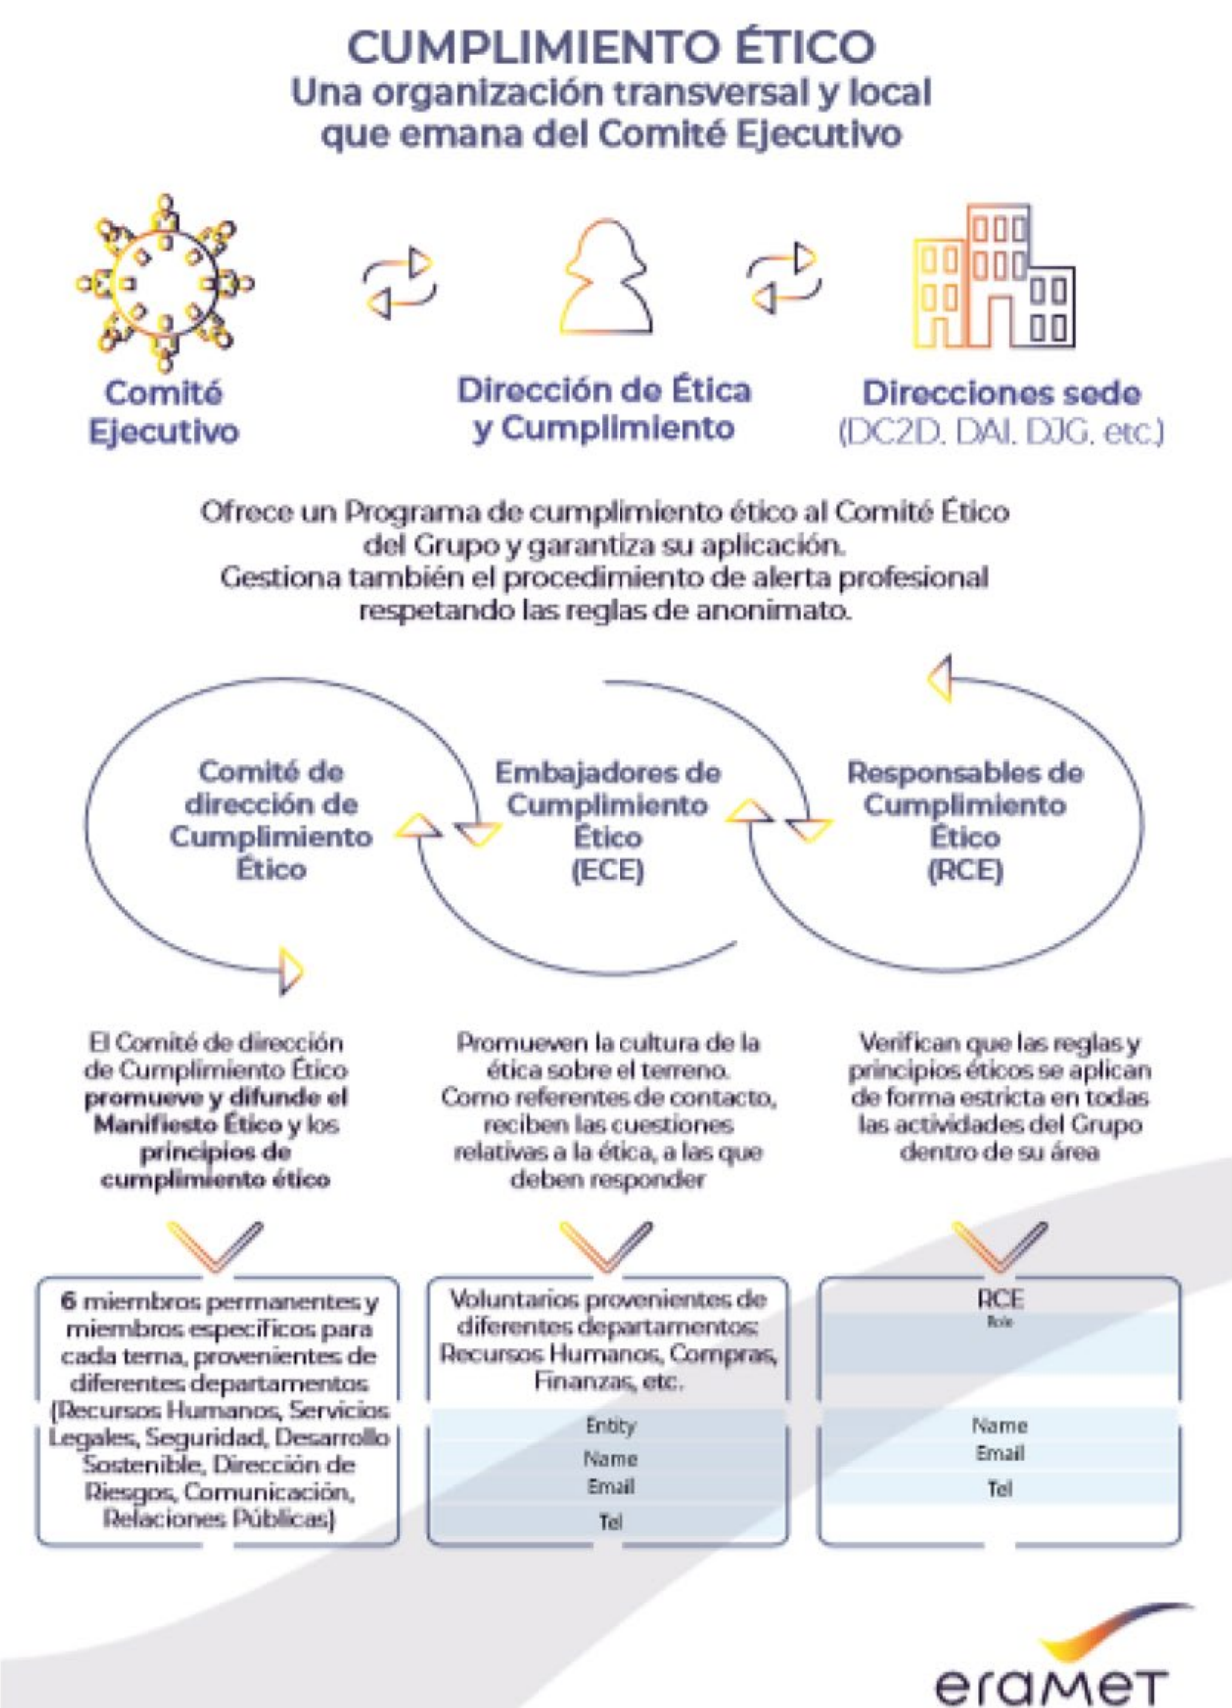 CUMPLIMIENTO ÉTICO
Una organización transversal y local
que emana del Comité Ejecutivo
Comité
Ejecutivo
Dirección de Ética
y Cumplimiento
Direcciones sede
(DC2D, DAI, DJG, etc.)
Ofrece un Programa de cumplimiento ético al Comité Ético
del Grupo y garantiza su aplicación.
Gestiona también el procedimiento de alerta profesional
respetando las reglas de anonimato.
Comité de
dirección de
Cumplimiento
Ético
Embajadores de
Cumplimiento
Ético
(ECE)
Responsables de
Cumplimiento
Ético
(RCE)
El Comité de dirección
de Cumplimiento Ético
promueve y difunde el
Manifiesto Ético y los
principios de
cumplimiento ético
Promueven la cultura de la
ética sobre el terreno.
Como referentes de contacto,
reciben las cuestiones
relativas a la ética, a las que
deben responder
Verifican que las reglas y
principios éticos se aplican
de forma estricta en todas
las actividades del Grupo
dentro de su área
6 miembros permanentes y
miembros específicos para
cada tema, provenientes de
diferentes departamentos
(Recursos Humanos, Servicios
Legales, Seguridad, Desarrollo
Sostenible, Dirección de
Riesgos, Comunicación,
Relaciones Públicas)
Voluntarios provenientes de
diferentes departamentos:
Recursos Humanos, Compras,
Finanzas, etc.
Entity
Name
Email
Tel
RCE
Role
Name
Email
Tel
eramet